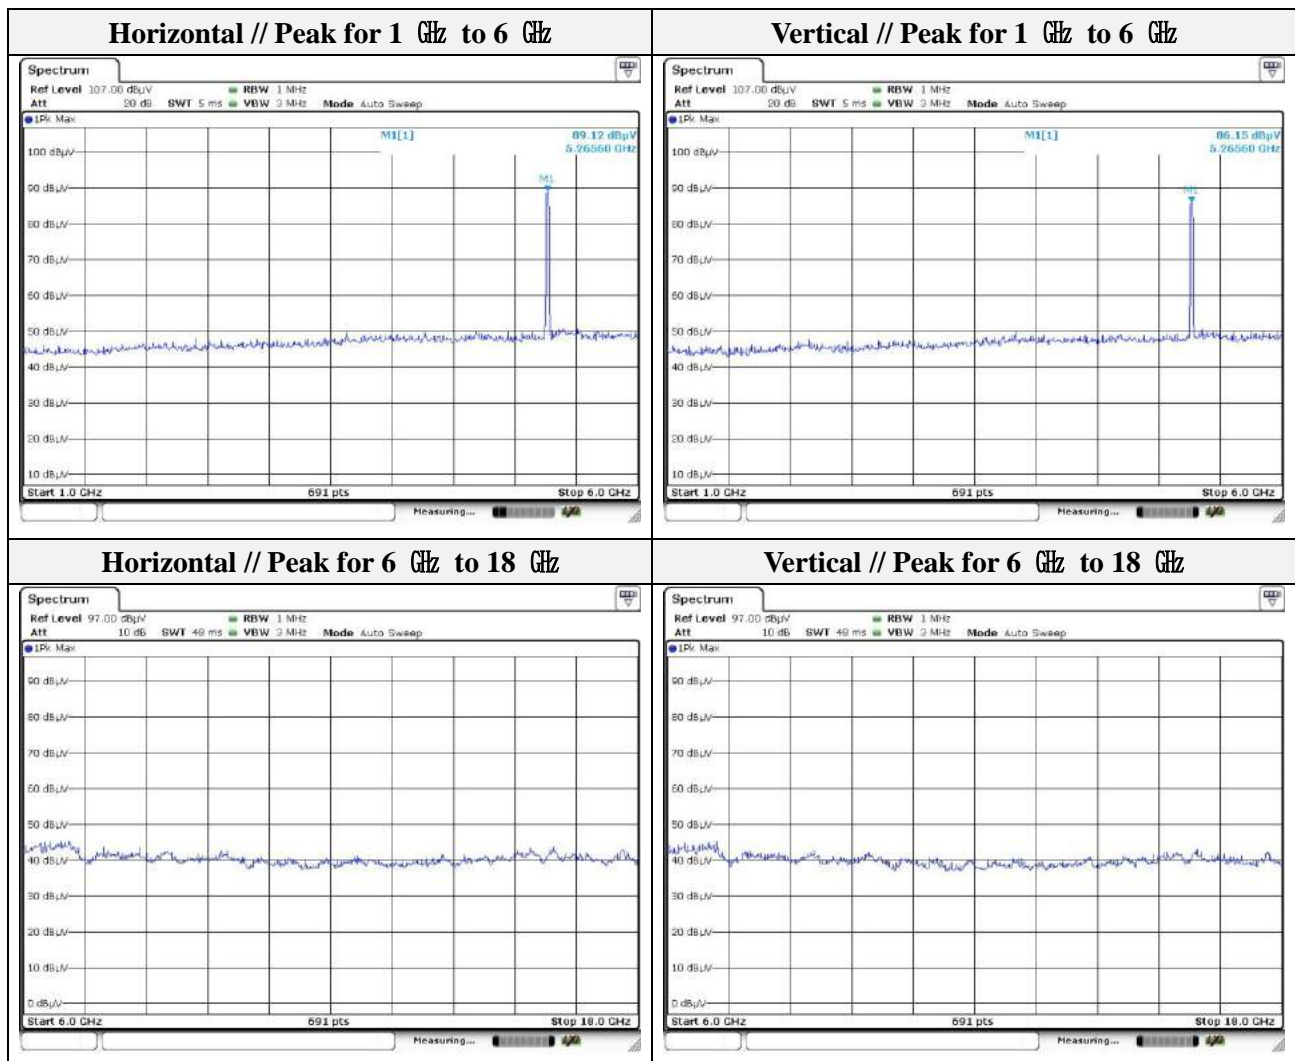 Horizontal // Peak for 1 ㎓ to 6 ㎓
Spectrum
Ref Level 107.00 dBµV RBW 1 MHz
Att 20 dB SWT 5 ms VBW 3 MHz Mode Auto Sweep
1Pk Max
M1[1] 89.12 dBµV
5.26560 GHz
M1
100 dBµV
90 dBµV
80 dBµV
70 dBµV
60 dBµV
50 dBµV
40 dBµV
30 dBµV
20 dBµV
10 dBµV
Start 1.0 GHz 691 pts Stop 6.0 GHz
Measuring...
Vertical // Peak for 1 ㎓ to 6 ㎓
Spectrum
Ref Level 107.00 dBµV RBW 1 MHz
Att 20 dB SWT 5 ms VBW 3 MHz Mode Auto Sweep
1Pk Max
M1[1] 86.15 dBµV
5.26560 GHz
M1
100 dBµV
90 dBµV
80 dBµV
70 dBµV
60 dBµV
50 dBµV
40 dBµV
30 dBµV
20 dBµV
10 dBµV
Start 1.0 GHz 691 pts Stop 6.0 GHz
Measuring...
Horizontal // Peak for 6 ㎓ to 18 ㎓
Spectrum
Ref Level 97.00 dBµV RBW 1 MHz
Att 10 dB SWT 48 ms VBW 3 MHz Mode Auto Sweep
1Pk Max
90 dBµV
80 dBµV
70 dBµV
60 dBµV
50 dBµV
40 dBµV
30 dBµV
20 dBµV
10 dBµV
0 dBµV
Start 6.0 GHz 691 pts Stop 18.0 GHz
Measuring...
Vertical // Peak for 6 ㎓ to 18 ㎓
Spectrum
Ref Level 97.00 dBµV RBW 1 MHz
Att 10 dB SWT 48 ms VBW 3 MHz Mode Auto Sweep
1Pk Max
90 dBµV
80 dBµV
70 dBµV
60 dBµV
50 dBµV
40 dBµV
30 dBµV
20 dBµV
10 dBµV
0 dBµV
Start 6.0 GHz 691 pts Stop 18.0 GHz
Measuring...